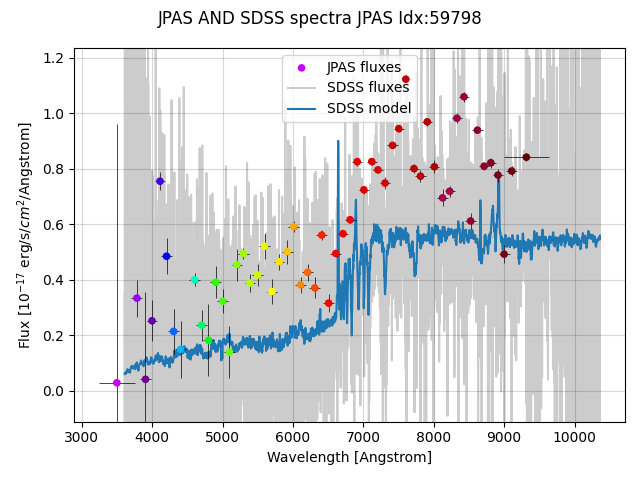 JPAS AND SDSS spectra JPAS Idx:59798
JPAS fluxes
SDSS fluxes
SDSS model
Flux [10⁻¹⁷ erg/s/cm²/Angstrom]
1.2
1.0
0.8
0.6
0.4
0.2
0.0
3000 4000 5000 6000 7000 8000 9000 10000
Wavelength [Angstrom]